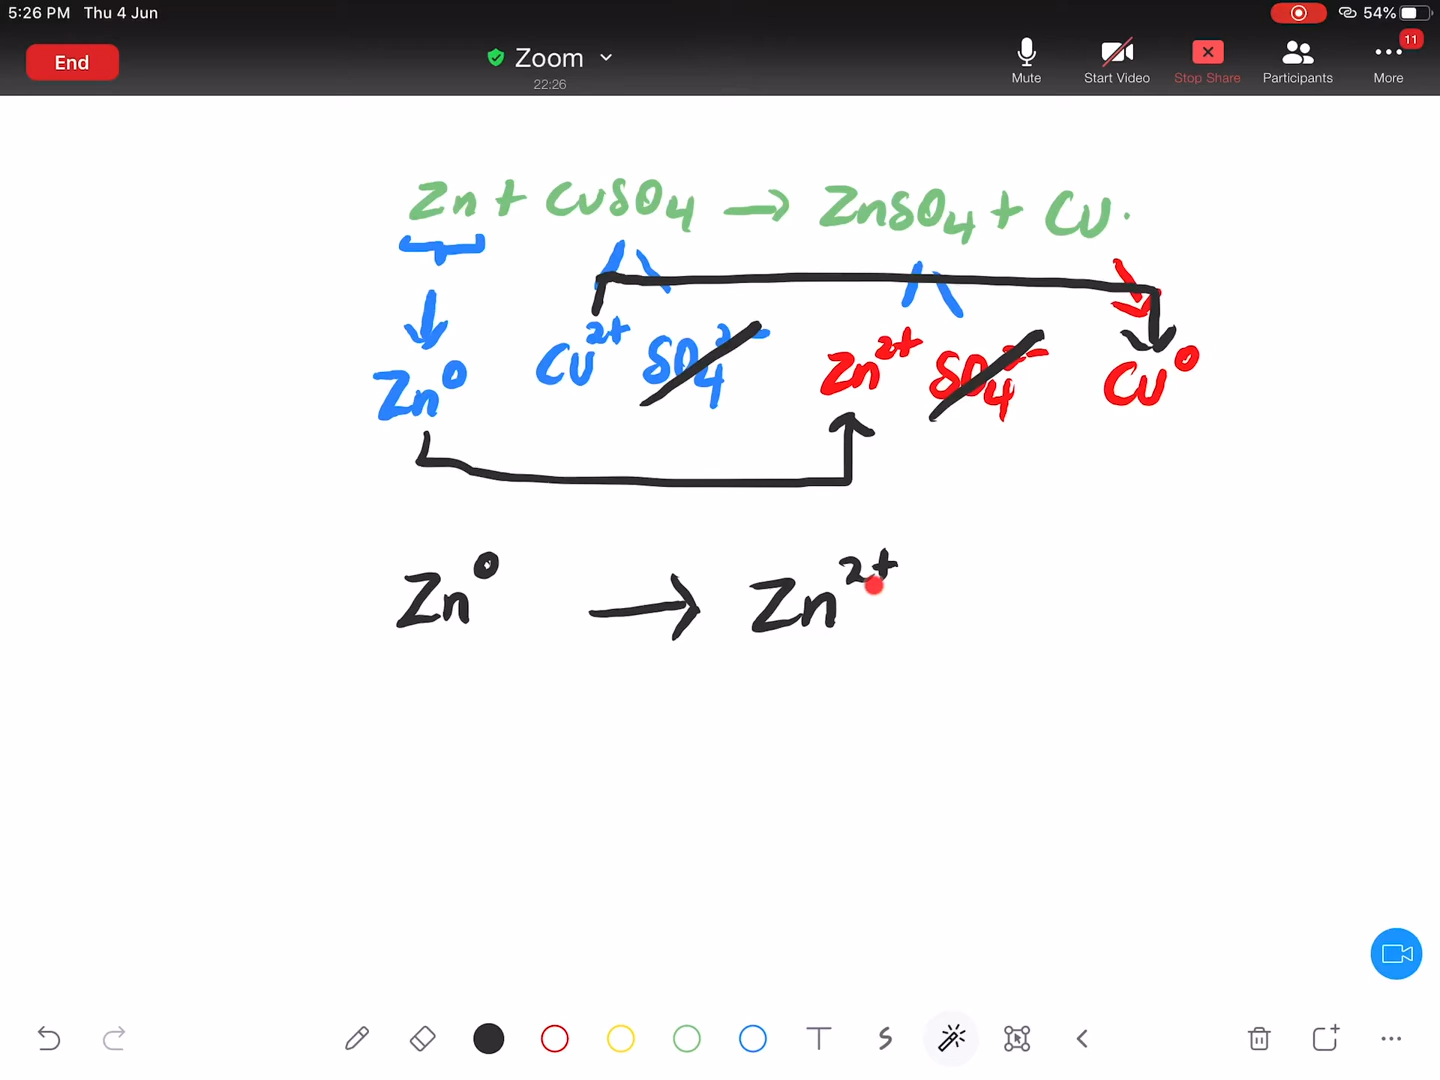 5:26 PM Thu 4 Jun 54%
End Zoom 22:26 Mute Start Video Stop Share Participants More 11
Zn + CuSO4 → ZnSO4 + Cu.
Zn⁰ Cu²⁺ SO₄²⁻ Zn²⁺ SO₄²⁻ Cu⁰
Zn⁰ → Zn²⁺
T